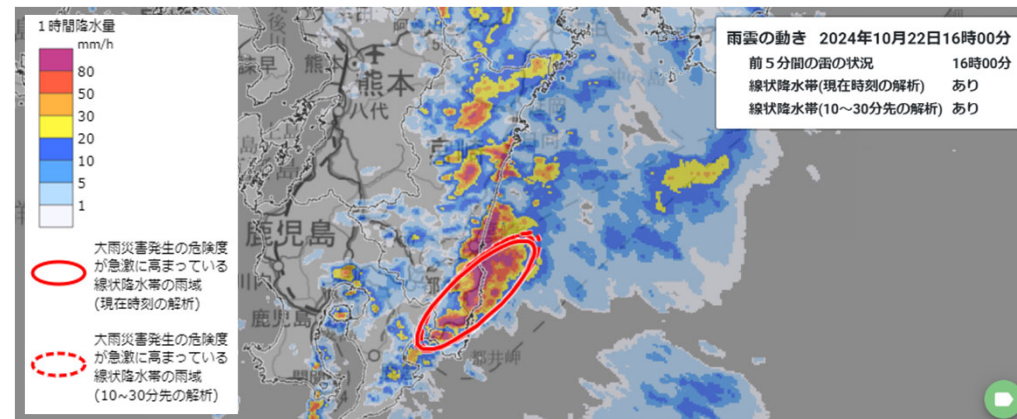 1時間降水量
mm/h
80
50
30
20
10
5
1
大雨災害発生の危険度
が急激に高まっている
線状降水帯の雨域
(現在時刻の解析)
大雨災害発生の危険度
が急激に高まっている
線状降水帯の雨域
(10~30分先の解析)
雨雲の動き 2024年10月22日16時00分
前5分間の雷の状況 16時00分
線状降水帯(現在時刻の解析) あり
線状降水帯(10~30分先の解析) あり
諫早
熊本
八代
鹿児島
鹿児島
都井岬